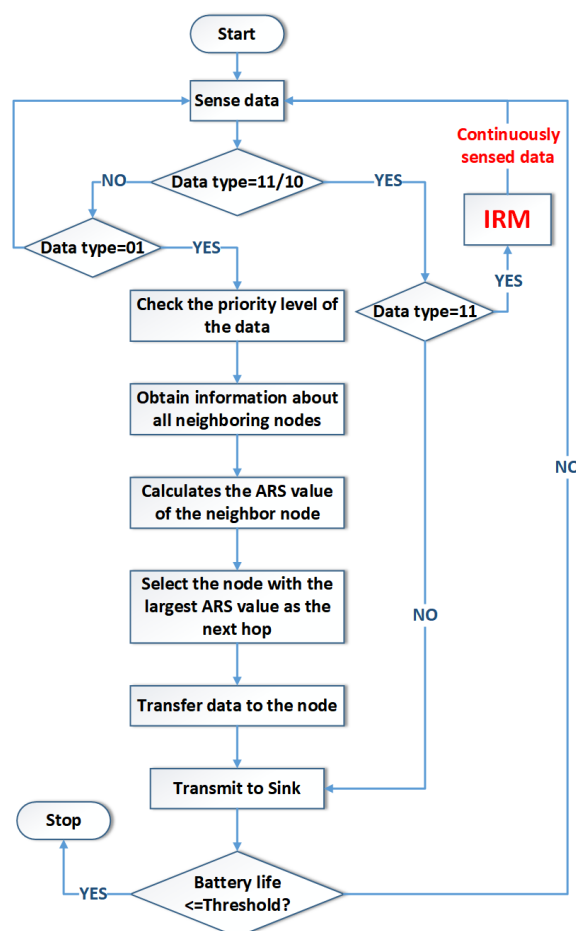 Start
Sense data
Continuously
sensed data
Data type=11/10
NO
YES
IRM
Data type=01
YES
YES
Check the priority level of
the data
Data type=11
Obtain information about
all neighboring nodes
NO
Calculates the ARS value
of the neighbor node
Select the node with the
largest ARS value as the
next hop
NO
Transfer data to the node
Transmit to Sink
Stop
Battery life
<=Threshold?
YES